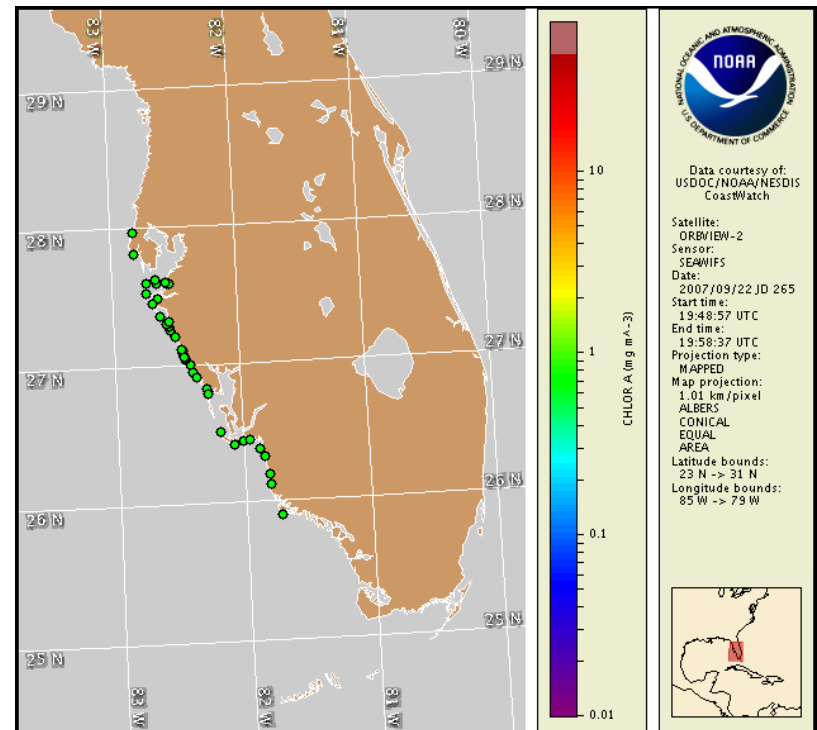 83 W
82 W
81 W
80 W
29 N
29 N
28 N
28 N
27 N
27 N
26 N
26 N
25 N
25 N
83 W
82 W
81 W
10
1
0.1
0.01
CHLOR A (mg m^-3)
NATIONAL OCEANIC AND ATMOSPHERIC ADMINISTRATION
NOAA
U.S. DEPARTMENT OF COMMERCE
Data courtesy of:
USDOC/NOAA/NESDIS
CoastWatch
Satellite:
ORBVIEW-2
Sensor:
SEAWIFS
Date:
2007/09/22 JD 265
Start time:
19:48:57 UTC
End time:
19:58:37 UTC
Projection type:
MAPPED
Map projection:
1.01 km/pixel
ALBERS
CONICAL
EQUAL
AREA
Latitude bounds:
23 N -> 31 N
Longitude bounds:
85 W -> 79 W